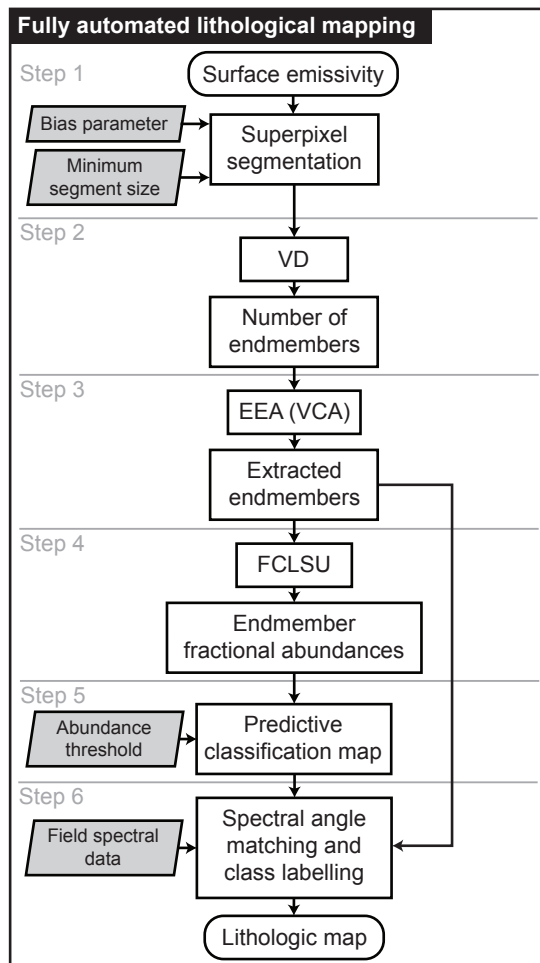 Fully automated lithological mapping
Step 1
Surface emissivity
Bias parameter
Superpixel
segmentation
Minimum
segment size
Step 2
VD
Number of
endmembers
Step 3
EEA (VCA)
Extracted
endmembers
Step 4
FCLSU
Endmember
fractional abundances
Step 5
Abundance
threshold
Predictive
classification map
Step 6
Field spectral
data
Spectral angle
matching and
class labelling
Lithologic map